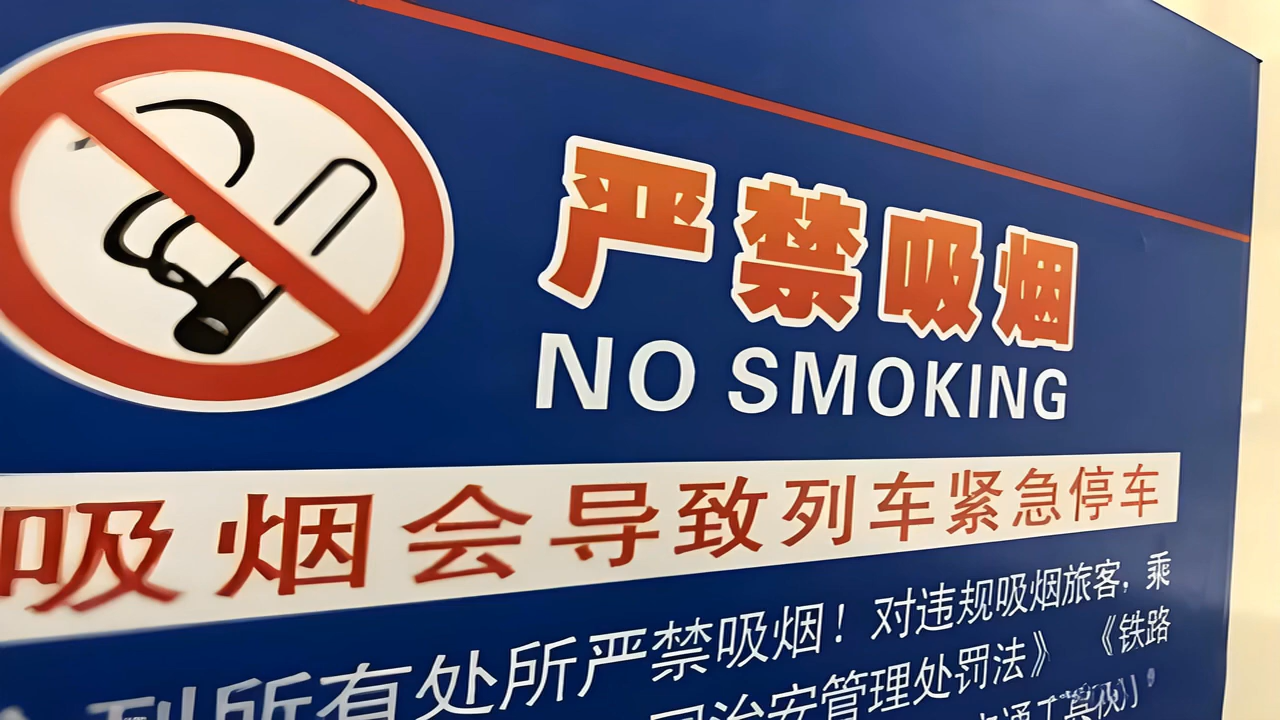 严禁吸烟
NO SMOKING
吸烟会导致列车紧急停车
列所有处所严禁吸烟！对违规吸烟旅客，乘
治安管理处罚法》 《铁路